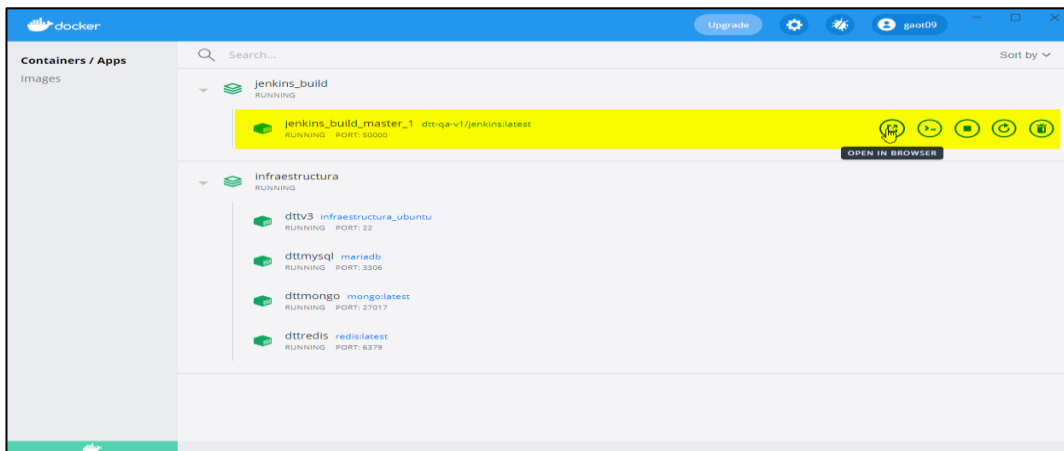 docker
Upgrade
gaot09
Containers / Apps
Images
Search...
Sort by
jenkins_build
RUNNING
jenkins_build_master_1 dtt-qa-v1/jenkins:latest
RUNNING PORT: 50000
OPEN IN BROWSER
infraestructura
RUNNING
dttv3 infraestructura_ubuntu
RUNNING PORT: 22
dttmysql mariadb
RUNNING PORT: 3306
dttmongo mongo:latest
RUNNING PORT: 27017
dttredis redis:latest
RUNNING PORT: 6379